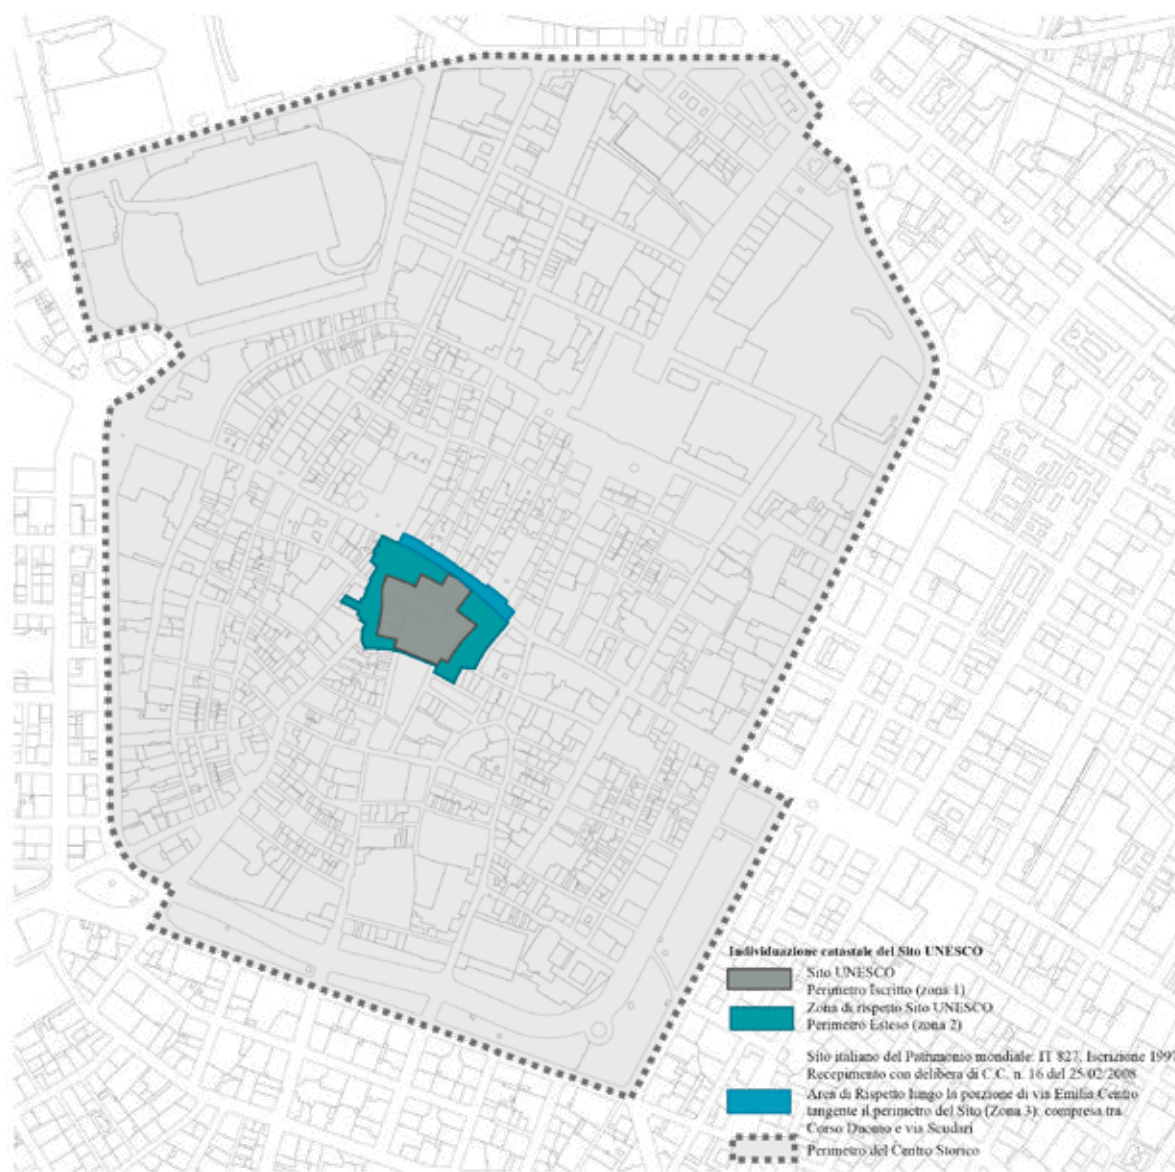 Individuazione catastale del Sito UNESCO
Sito UNESCO
Perimetro Iscritto (zona 1)
Zona di rispetto Sito UNESCO
Perimetro Esteso (zona 2)
Sito italiano del Patrimonio mondiale: IT 827, Iscrizione 1997
Recepimento con delibera di C.C. n. 16 del 25/02/2008
Area di Rispetto lungo la porzione di via Emilia Centro
tangente il perimetro del Sito (Zona 3): compresa tra
Corso Duomo e via Scudari
Perimetro del Centro Storico